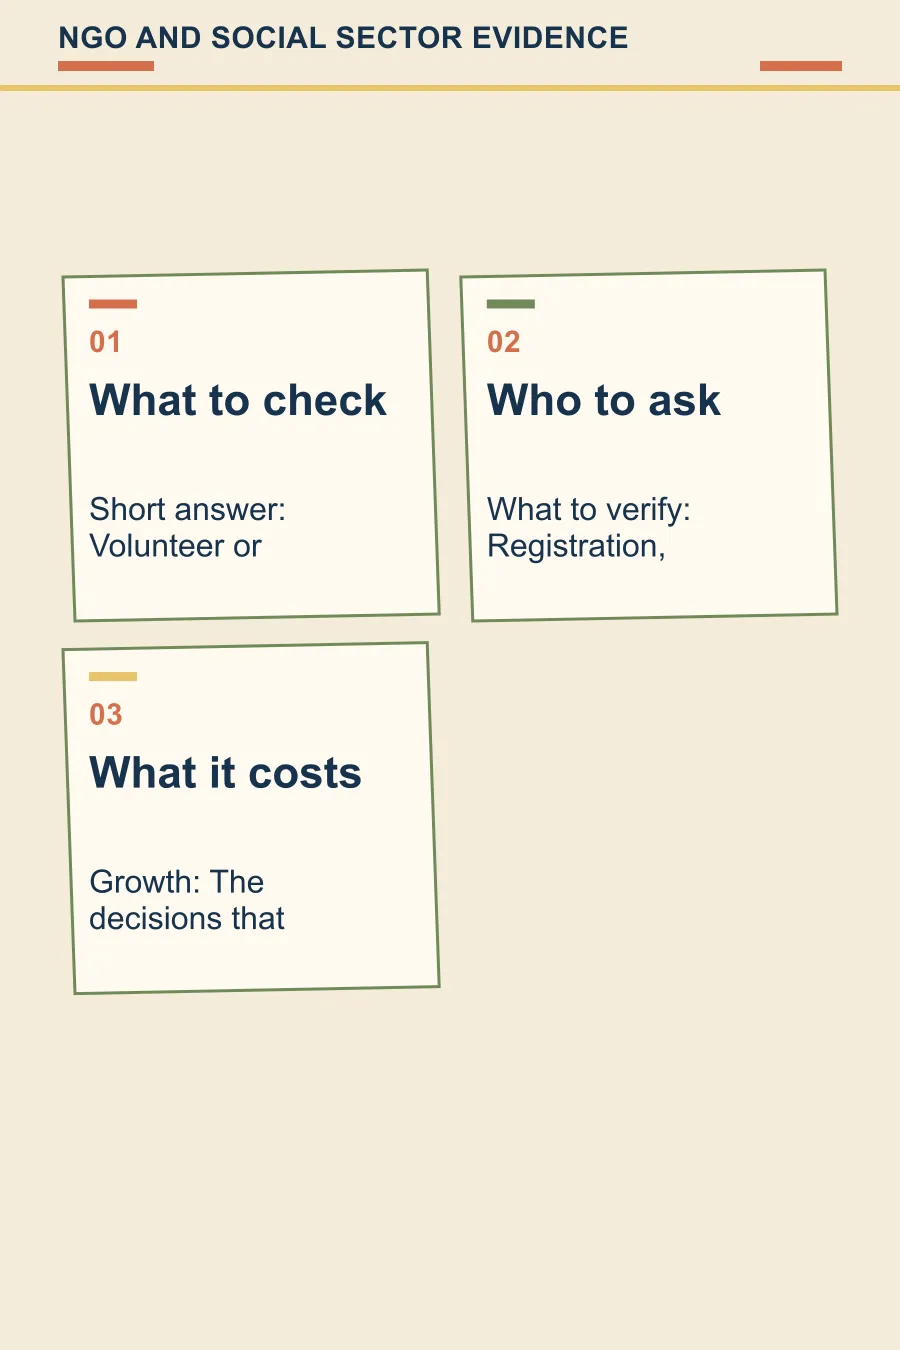 NGO AND SOCIAL SECTOR EVIDENCE
01
What to check
Short answer:
Volunteer or
02
Who to ask
What to verify:
Registration,
03
What it costs
Growth: The
decisions that